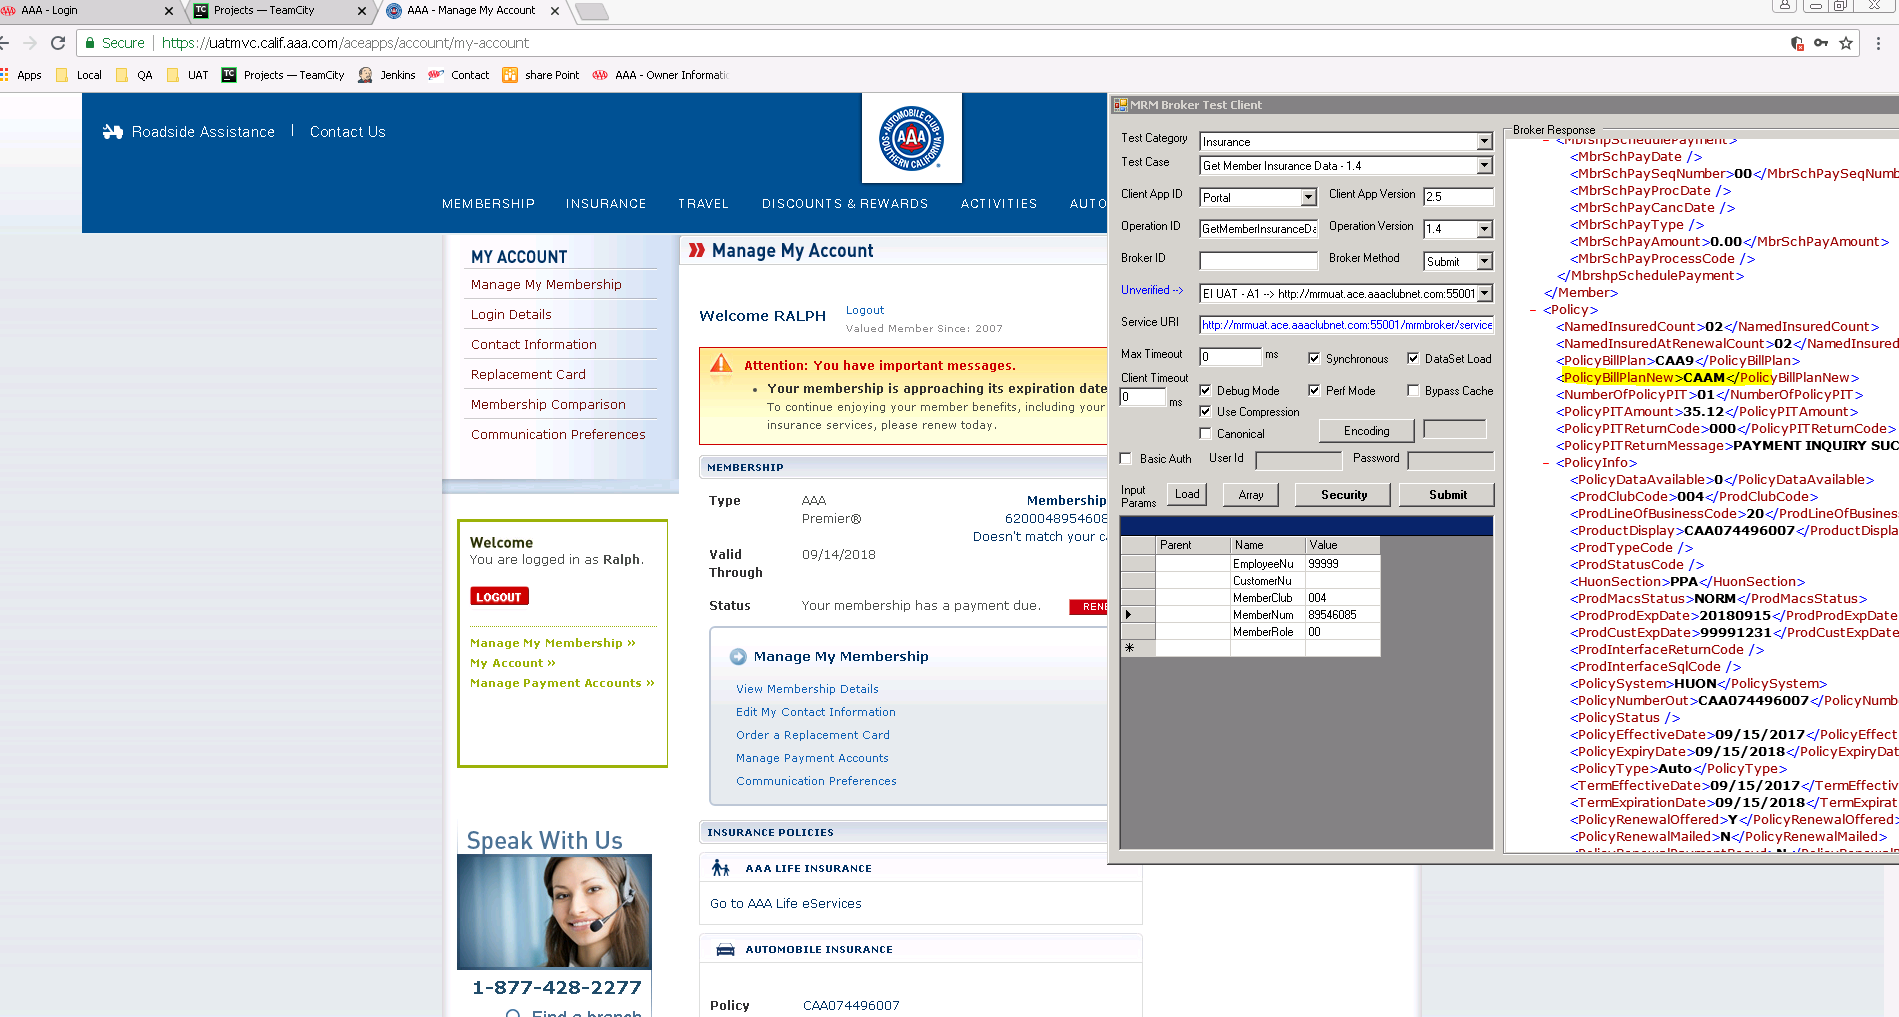 AAA - Login
Projects — TeamCity
AAA - Manage My Account
Secure
https://uatmvc.calif.aaa.com/aceapps/account/my-account
Apps
Local
QA
UAT
Projects — TeamCity
Jenkins
Contact
share Point
AAA - Owner Informatic
Roadside Assistance
Contact Us
AUTOMOBILE CLUB
AAA
SOUTHERN CALIFORNIA
MEMBERSHIP
INSURANCE
TRAVEL
DISCOUNTS & REWARDS
ACTIVITIES
AUTO
MY ACCOUNT
Manage My Membership
Login Details
Contact Information
Replacement Card
Membership Comparison
Communication Preferences
Welcome
You are logged in as Ralph.
LOGOUT
Manage My Membership »
My Account »
Manage Payment Accounts »
Speak With Us
1-877-428-2277
Find a branch
Manage My Account
Welcome RALPH
Logout
Valued Member Since: 2007
Attention: You have important messages.
• Your membership is approaching its expiration date
To continue enjoying your member benefits, including your
insurance services, please renew today.
MEMBERSHIP
Type
AAA
Premier®
Membership
6200048954608
Doesn't match your c
Valid
Through
09/14/2018
Status
Your membership has a payment due.
RENE
Manage My Membership
View Membership Details
Edit My Contact Information
Order a Replacement Card
Manage Payment Accounts
Communication Preferences
INSURANCE POLICIES
AAA LIFE INSURANCE
Go to AAA Life eServices
AUTOMOBILE INSURANCE
Policy
CAA074496007
MRM Broker Test Client
Test Category
Insurance
Test Case
Get Member Insurance Data - 1.4
Client App ID
Portal
Client App Version
2.5
Operation ID
GetMemberInsuranceDa
Operation Version
1.4
Broker ID
Broker Method
Submit
Unverified -->
EI UAT - A1 --> http://mrmuat.ace.aaaclubnet.com:55001
Service URI
http://mrmuat.ace.aaaclubnet.com:55001/mrmbroker/service
Max Timeout
0
ms
Synchronous
DataSet Load
Client Timeout
0
ms
Debug Mode
Perf Mode
Bypass Cache
Use Compression
Canonical
Encoding
Basic Auth
User Id
Password
Input
Params
Load
Array
Security
Submit
Parent Name Value
EmployeeNu 99999
CustomerNu
MemberClub 004
MemberNum 89546085
MemberRole 00
Broker Response
- <MbrshpSchedulePayment>
<MbrSchPayDate />
<MbrSchPaySeqNumber>00</MbrSchPaySeqNumb
<MbrSchPayProcDate />
<MbrSchPayCancDate />
<MbrSchPayType />
<MbrSchPayAmount>0.00</MbrSchPayAmount>
<MbrSchPayProcessCode />
</MbrshpSchedulePayment>
</Member>
- <Policy>
<NamedInsuredCount>02</NamedInsuredCount>
<NamedInsuredAtRenewalCount>02</NamedInsured
<PolicyBillPlan>CAA9</PolicyBillPlan>
<PolicyBillPlanNew>CAAM</PolicyBillPlanNew>
<NumberOfPolicyPIT>01</NumberOfPolicyPIT>
<PolicyPITAmount>35.12</PolicyPITAmount>
<PolicyPITReturnCode>000</PolicyPITReturnCode>
<PolicyPITReturnMessage>PAYMENT INQUIRY SUC
- <PolicyInfo>
<PolicyDataAvailable>0</PolicyDataAvailable>
<ProdClubCode>004</ProdClubCode>
<ProdLineOfBusinessCode>20</ProdLineOfBusiness
<ProductDisplay>CAA074496007</ProductDispla
<ProdTypeCode />
<ProdStatusCode />
<HuonSection>PPA</HuonSection>
<ProdMacsStatus>NORM</ProdMacsStatus>
<ProdProdExpDate>20180915</ProdProdExpDate
<ProdCustExpDate>99991231</ProdCustExpDate
<ProdInterfaceReturnCode />
<ProdInterfaceSqlCode />
<PolicySystem>HUON</PolicySystem>
<PolicyNumberOut>CAA074496007</PolicyNumb
<PolicyStatus />
<PolicyEffectiveDate>09/15/2017</PolicyEffect
<PolicyExpiryDate>09/15/2018</PolicyExpiryDat
<PolicyType>Auto</PolicyType>
<TermEffectiveDate>09/15/2017</TermEffectiv
<TermExpirationDate>09/15/2018</TermExpirat
<PolicyRenewalOffered>Y</PolicyRenewalOffered>
<PolicyRenewalMailed>N</PolicyRenewalMailed>